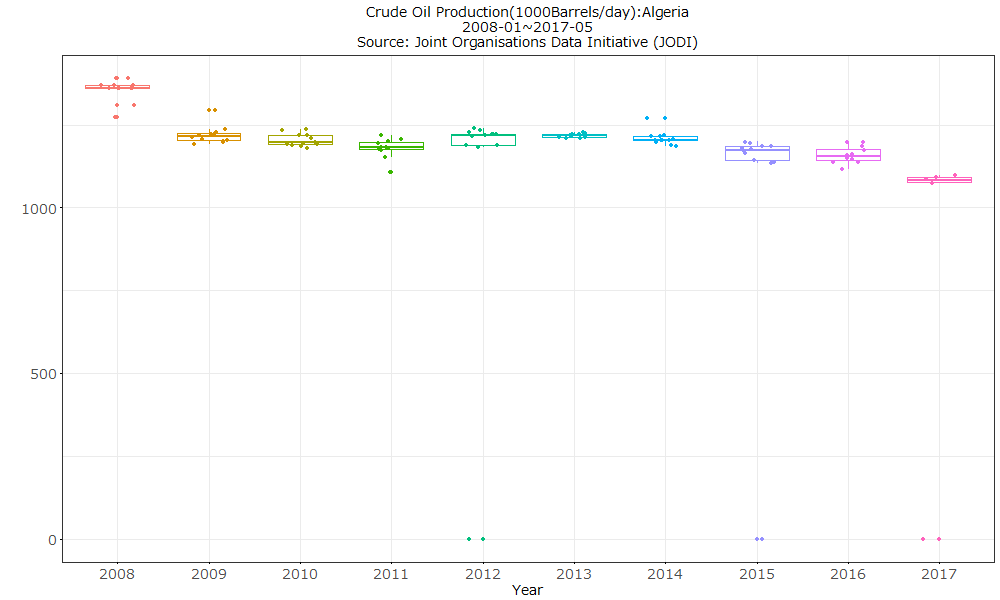 Crude Oil Production(1000Barrels/day):Algeria
2008-01~2017-05
Source: Joint Organisations Data Initiative (JODI)
1000
500
0
2008 2009 2010 2011 2012 2013 2014 2015 2016 2017
Year